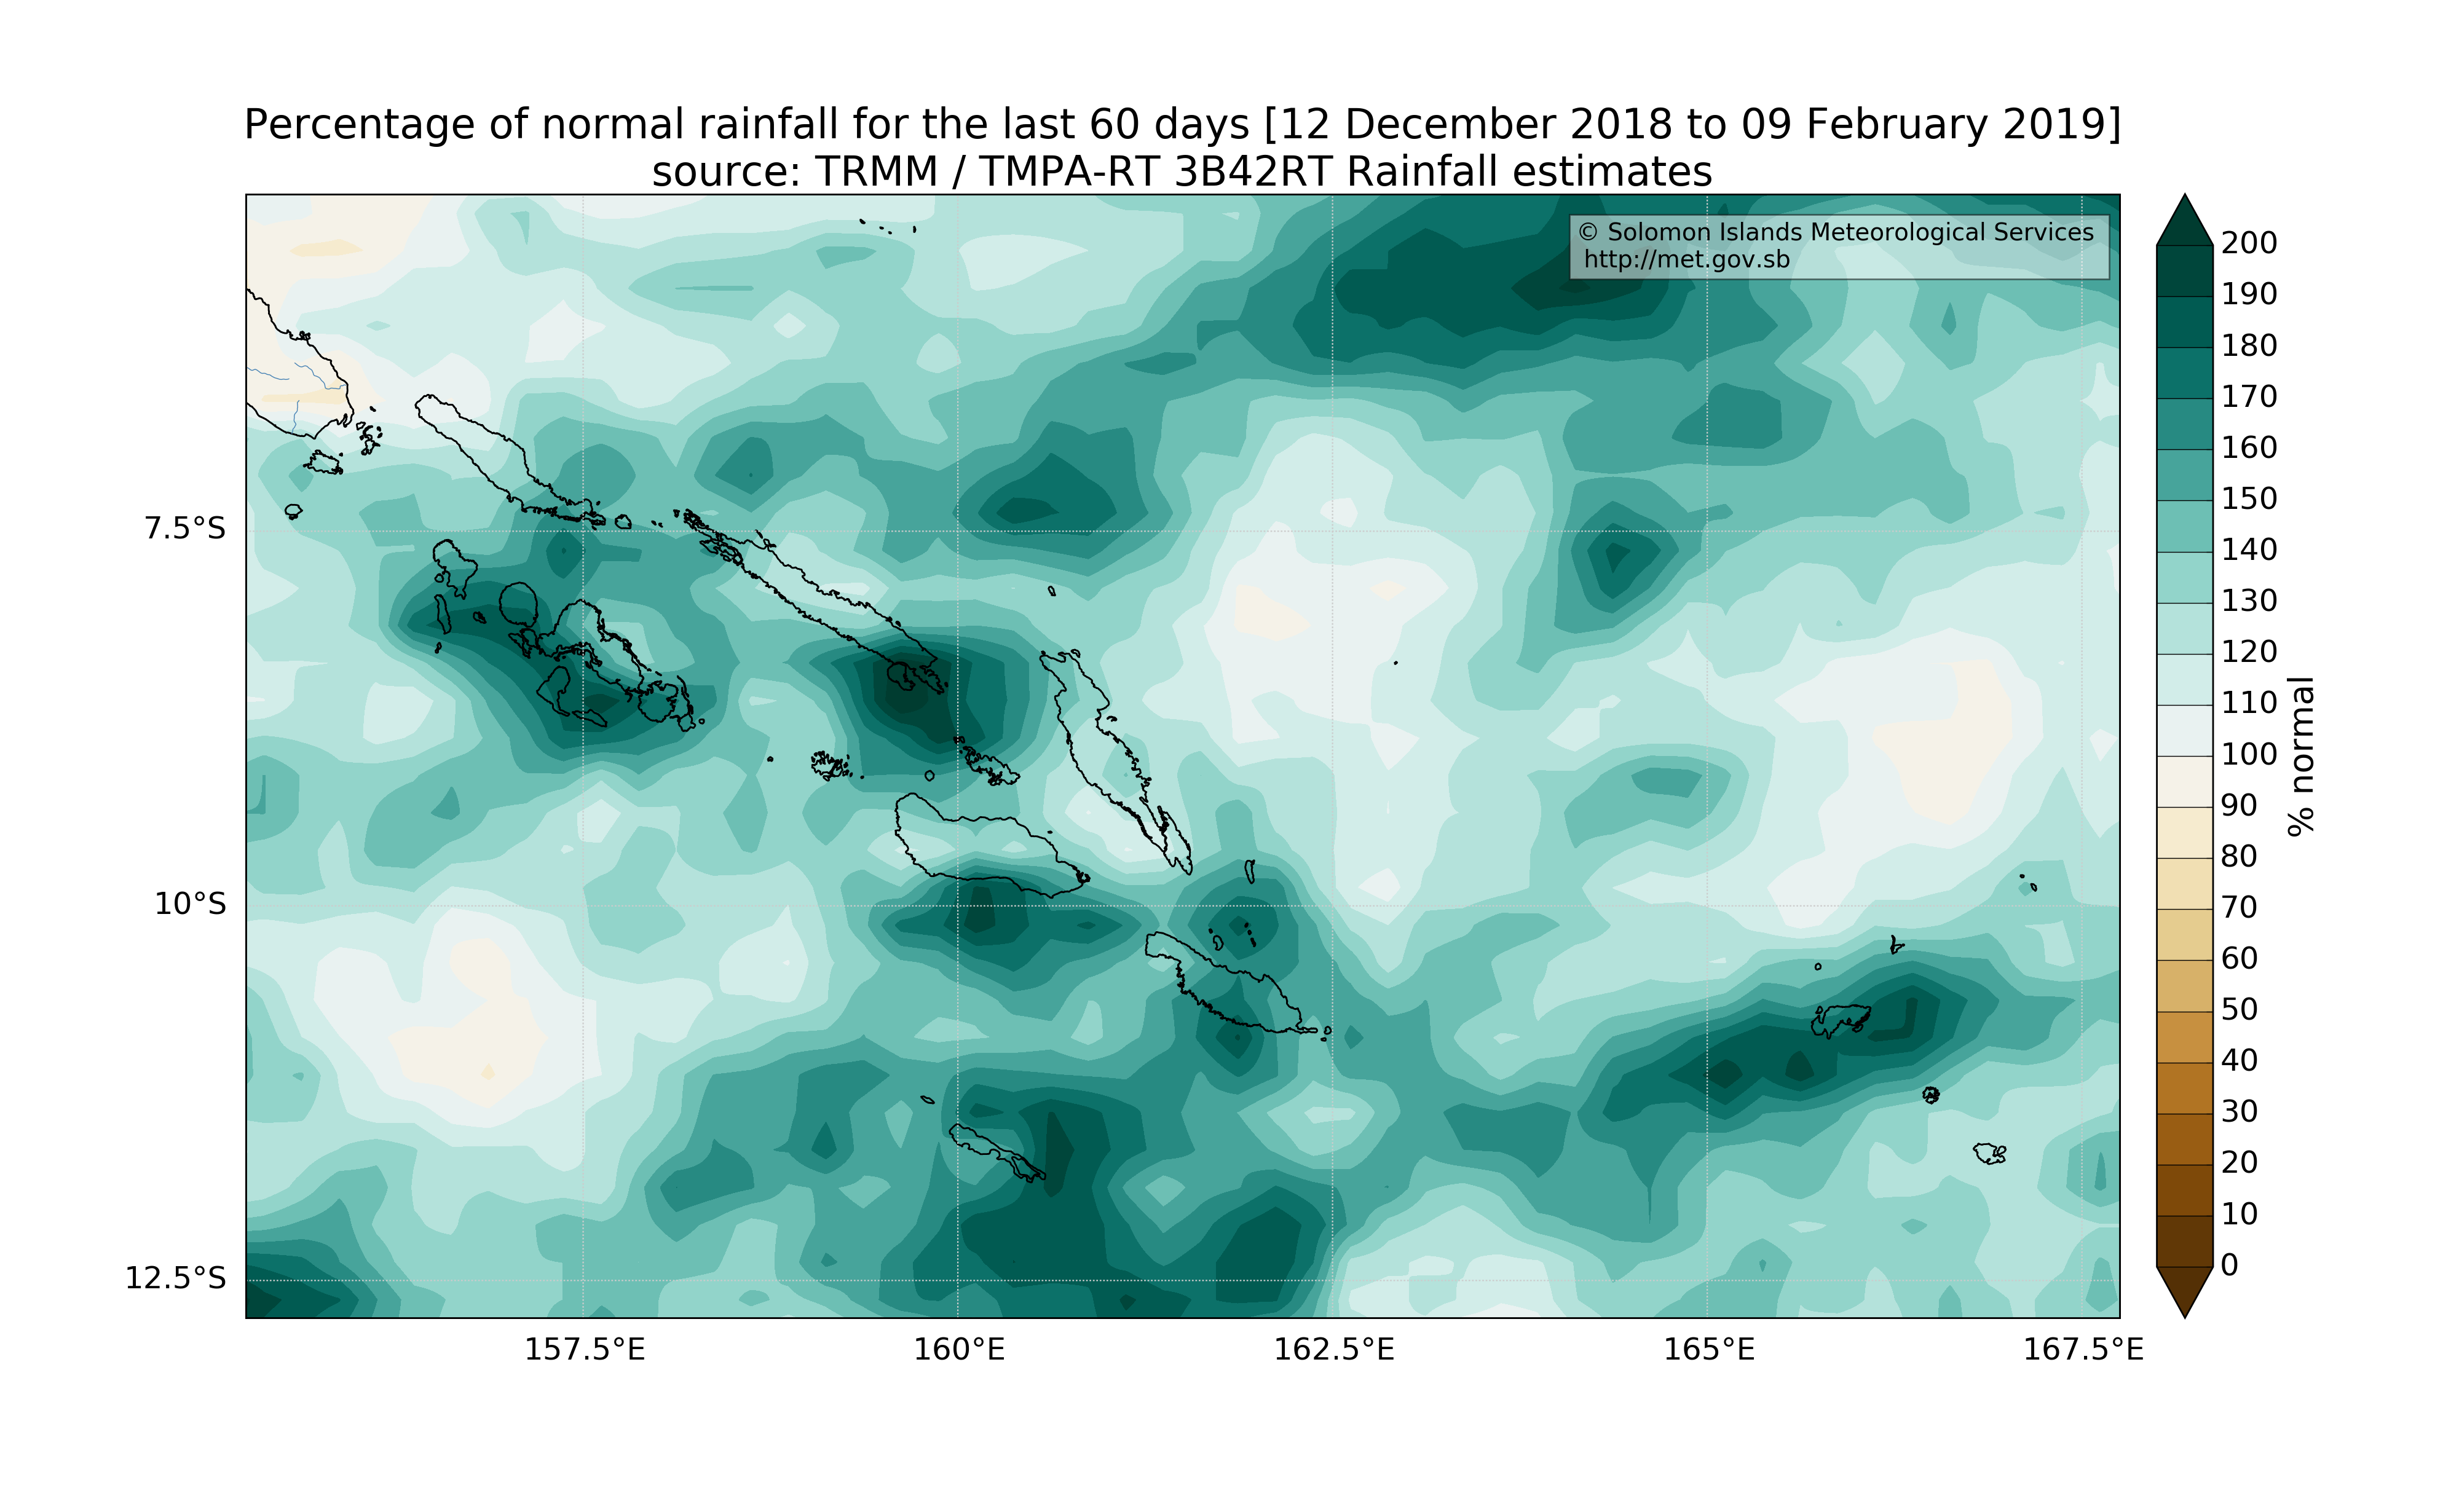 Percentage of normal rainfall for the last 60 days [12 December 2018 to 09 February 2019]
source: TRMM / TMPA-RT 3B42RT Rainfall estimates
© Solomon Islands Meteorological Services
http://met.gov.sb
7.5°S
10°S
12.5°S
157.5°E
160°E
162.5°E
165°E
167.5°E
200
190
180
170
160
150
140
130
120
110
100
90
80
70
60
50
40
30
20
10
0
% normal